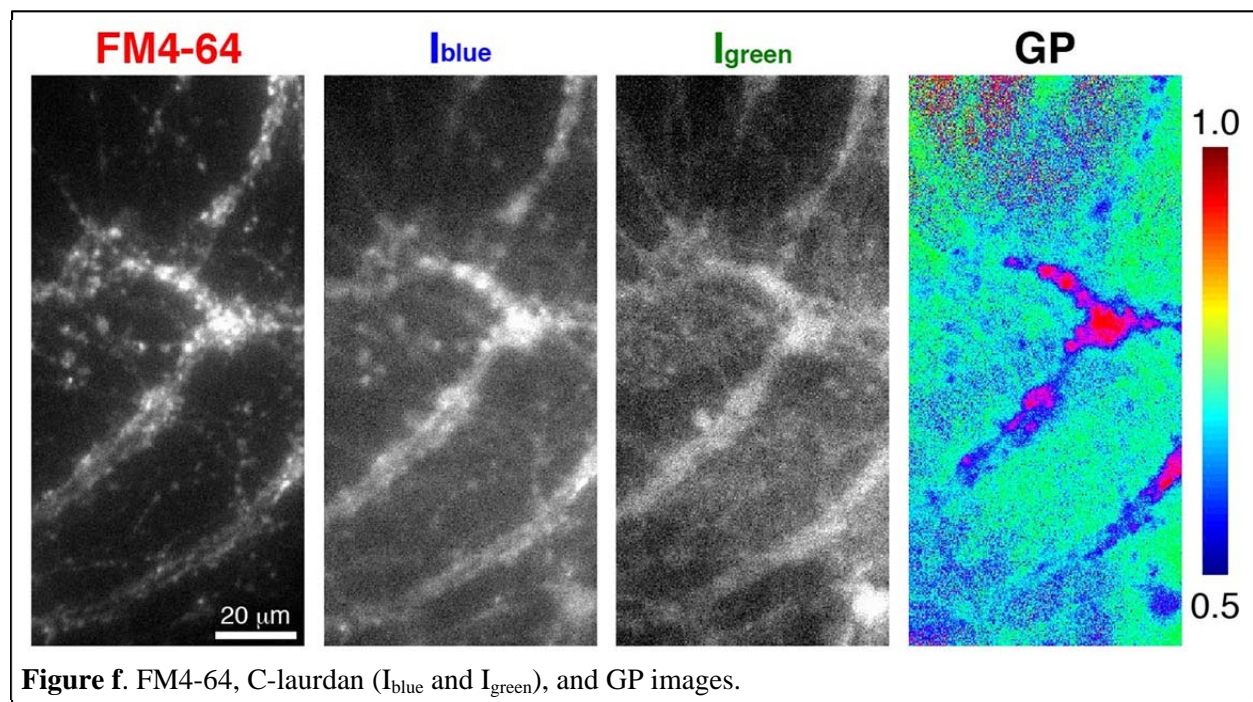 FM4-64 Iblue Igreen GP
1.0
20 μm
0.5
Figure f. FM4-64, C-laurdan (Iblue and Igreen), and GP images.